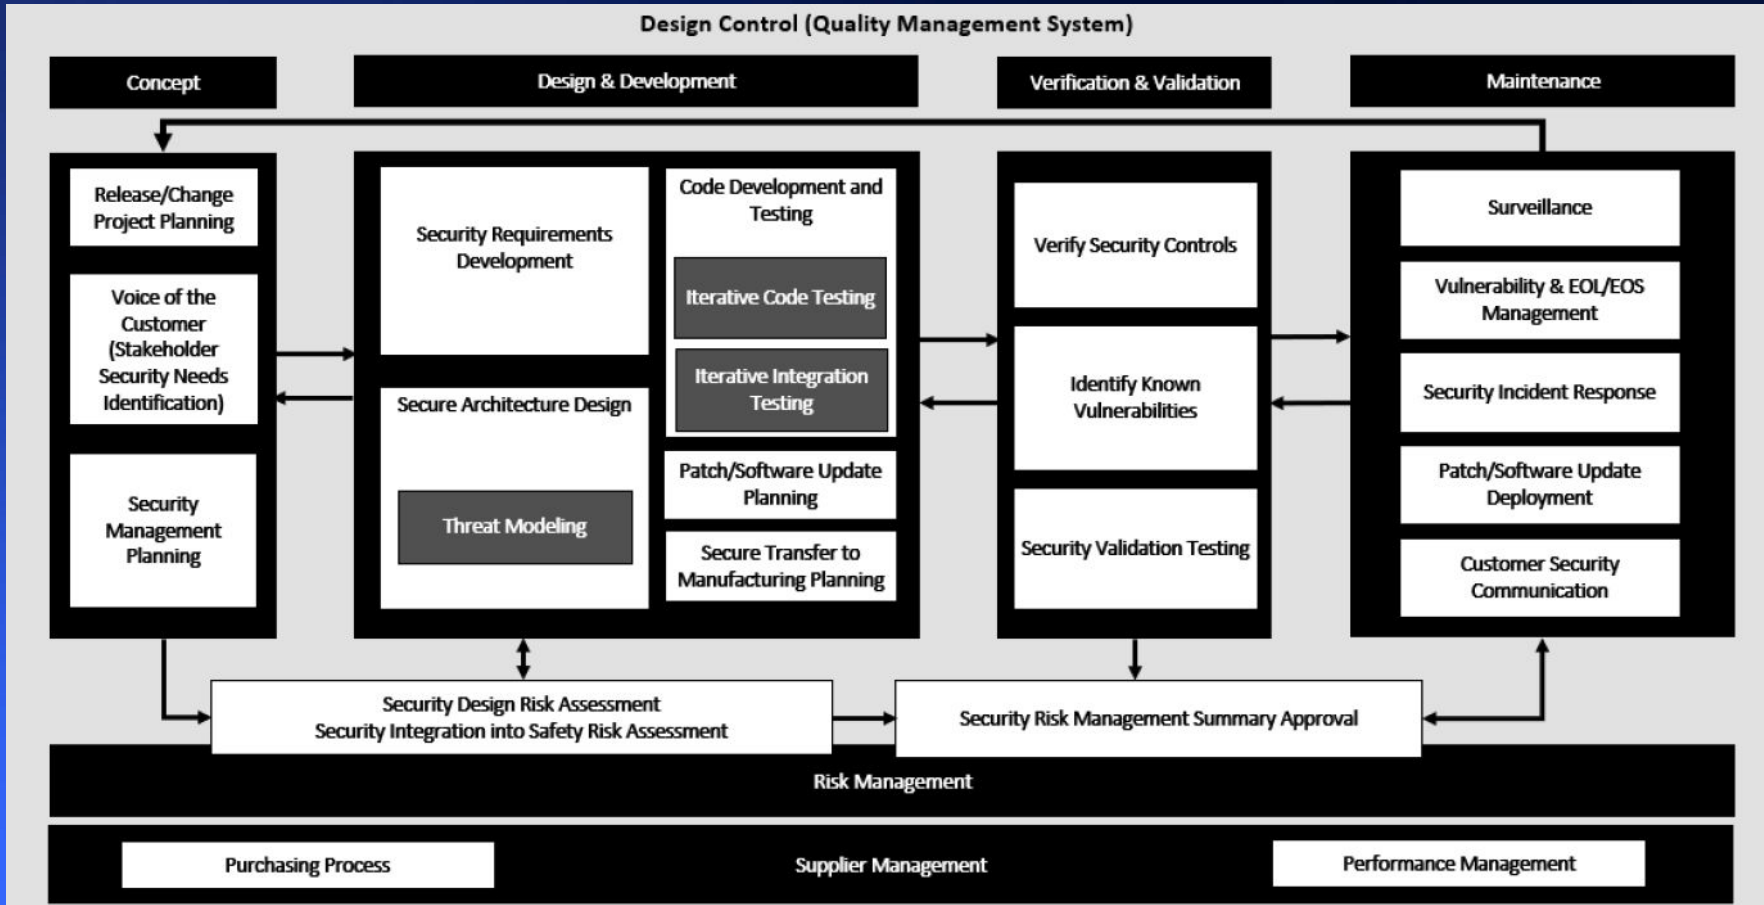 Design Control (Quality Management System)
Concept
Design & Development
Verification & Validation
Maintenance
Release/Change
Project Planning
Voice of the
Customer
(Stakeholder
Security Needs
Identification)
Security
Management
Planning
Security Requirements
Development
Secure Architecture Design
Threat Modeling
Code Development and
Testing
Iterative Code Testing
Iterative Integration
Testing
Patch/Software Update
Planning
Secure Transfer to
Manufacturing Planning
Verify Security Controls
Identify Known
Vulnerabilities
Security Validation Testing
Surveillance
Vulnerability & EOL/EOS
Management
Security Incident Response
Patch/Software Update
Deployment
Customer Security
Communication
Security Design Risk Assessment
Security Integration into Safety Risk Assessment
Security Risk Management Summary Approval
Risk Management
Purchasing Process
Supplier Management
Performance Management